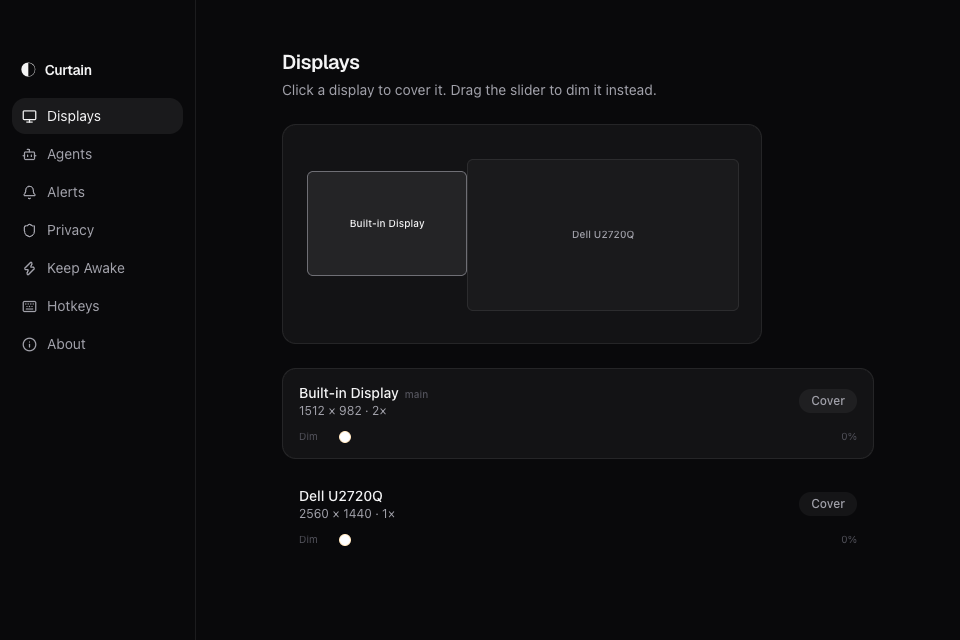 Curtain
Displays
Agents
Alerts
Privacy
Keep Awake
Hotkeys
About
Displays
Click a display to cover it. Drag the slider to dim it instead.
Built-in Display
Dell U2720Q
Built-in Display main
1512 × 982 · 2×
Cover
Dim 0%
Dell U2720Q
2560 × 1440 · 1×
Cover
Dim 0%